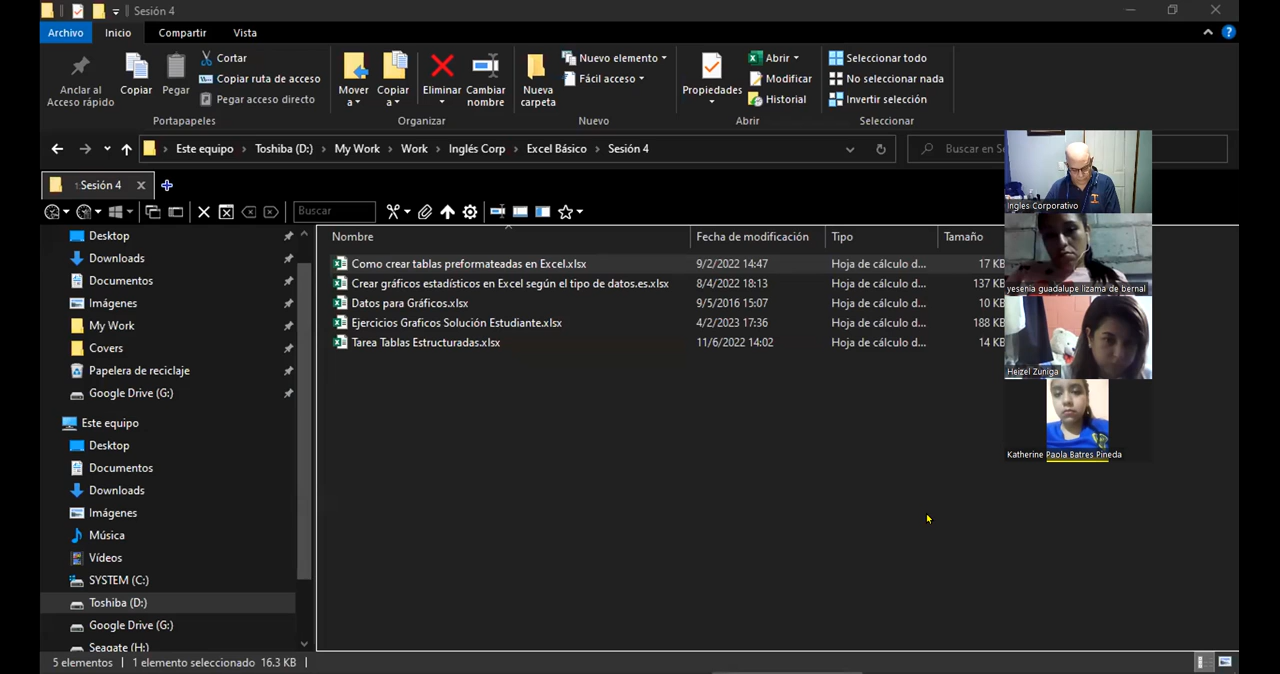 Sesión 4
Archivo Inicio Compartir Vista
Anclar al Acceso rápido
Copiar
Pegar
Cortar
Copiar ruta de acceso
Pegar acceso directo
Portapapeles
Mover a
Copiar a
Eliminar
Cambiar nombre
Organizar
Nueva carpeta
Nuevo elemento
Fácil acceso
Nuevo
Propiedades
Abrir
Modificar
Historial
Abrir
Seleccionar todo
No seleccionar nada
Invertir selección
Seleccionar
Este equipo > Toshiba (D:) > My Work > Work > Inglés Corp > Excel Básico > Sesión 4
Buscar en Se
1 Sesión 4
Buscar
Desktop
Downloads
Documentos
Imágenes
My Work
Covers
Papelera de reciclaje
Google Drive (G:)
Este equipo
Desktop
Documentos
Downloads
Imágenes
Música
Vídeos
SYSTEM (C:)
Toshiba (D:)
Google Drive (G:)
Seagate (H:)
Nombre Fecha de modificación Tipo Tamaño
Como crear tablas preformateadas en Excel.xlsx 9/2/2022 14:47 Hoja de cálculo d... 17 KB
Crear gráficos estadísticos en Excel según el tipo de datos.es.xlsx 8/4/2022 18:13 Hoja de cálculo d... 137 KB
Datos para Gráficos.xlsx 9/5/2016 15:07 Hoja de cálculo d... 10 KB
Ejercicios Graficos Solución Estudiante.xlsx 4/2/2023 17:36 Hoja de cálculo d... 188 KB
Tarea Tablas Estructuradas.xlsx 11/6/2022 14:02 Hoja de cálculo d... 14 KB
Ingles Corporativo
yesenia guadalupe lizama de bernal
Heizel Zuniga
Katherine Paola Batres Pineda
5 elementos 1 elemento seleccionado 16.3 KB